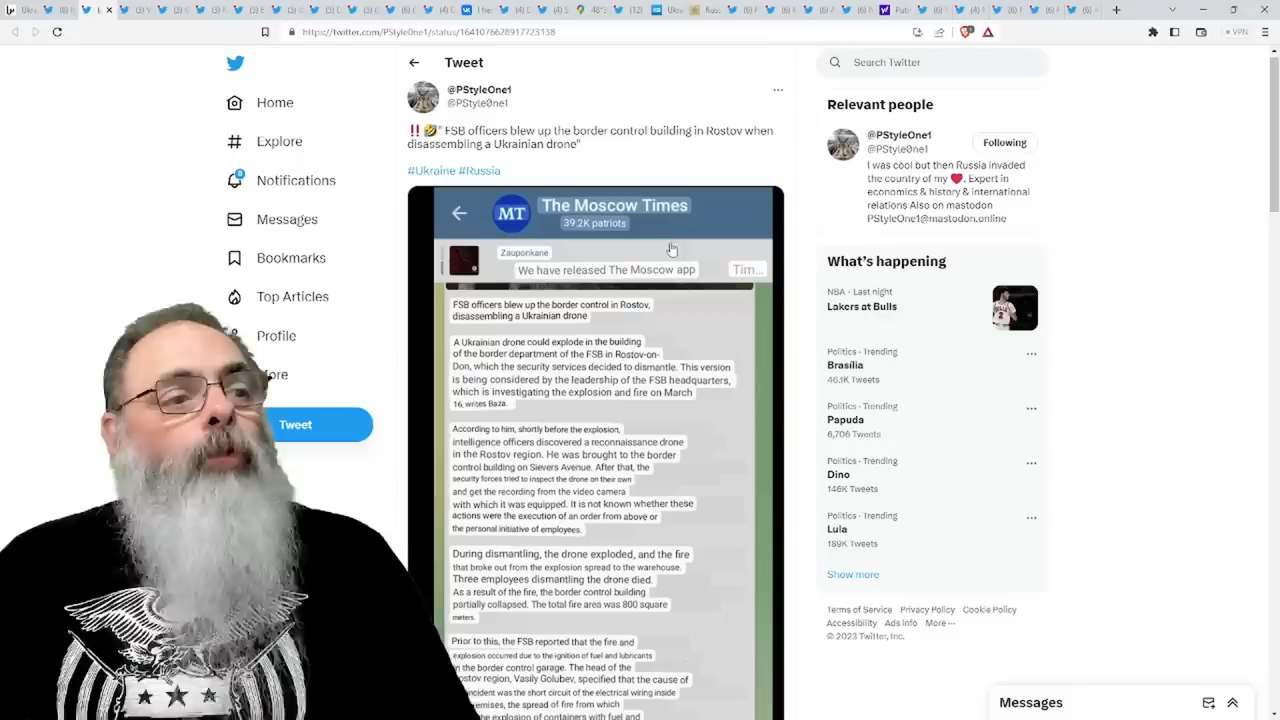 https://twitter.com/PStyleOne1/status/1641076628917723138
VPN
Home
Explore
8
Notifications
Messages
Bookmarks
Top Articles
Profile
Tweet
Tweet
@PStyleOne1
@PStyle0ne1
‼️🤣" FSB officers blew up the border control building in Rostov when
disassembling a Ukrainian drone"
#Ukraine #Russia
MT
The Moscow Times
39.2K patriots
Zauponkane
We have released The Moscow app
Tim...
FSB officers blew up the border control in Rostov,
disassembling a Ukrainian drone
A Ukrainian drone could explode in the building
of the border department of the FSB in Rostov-on-
Don, which the security services decided to dismantle. This version
is being considered by the leadership of the FSB headquarters,
which is investigating the explosion and fire on March
16, writes Baza.
According to him, shortly before the explosion,
intelligence officers discovered a reconnaissance drone
in the Rostov region. He was brought to the border
control building on Sievers Avenue. After that, the
security forces tried to inspect the drone on their own
and get the recording from the video camera
with which it was equipped. It is not known whether these
actions were the execution of an order from above or
the personal initiative of employees.
During dismantling, the drone exploded, and the fire
that broke out from the explosion spread to the warehouse.
Three employees dismantling the drone died.
As a result of the fire, the border control building
partially collapsed. The total fire area was 800 square
meters.
Prior to this, the FSB reported that the fire and
explosion occurred due to the ignition of fuel and lubricants
in the border control garage. The head of the
ostov region, Vasily Golubev, specified that the cause of
ncident was the short circuit of the electrical wiring inside
emises, the spread of fire from which
he explosion of containers with fuel and
Search Twitter
Relevant people
@PStyleOne1
@PStyle0ne1
Following
I was cool but then Russia invaded
the country of my ❤️. Expert in
economics & history & international
relations Also on mastodon
PStyleOne1@mastodon.online
What's happening
NBA · Last night
Lakers at Bulls
Politics · Trending
Brasília
46.1K Tweets
Politics · Trending
Papuda
6,706 Tweets
Politics · Trending
Dino
146K Tweets
Politics · Trending
Lula
189K Tweets
Show more
Terms of Service Privacy Policy Cookie Policy
Accessibility Ads info More ···
© 2023 Twitter, Inc.
Messages